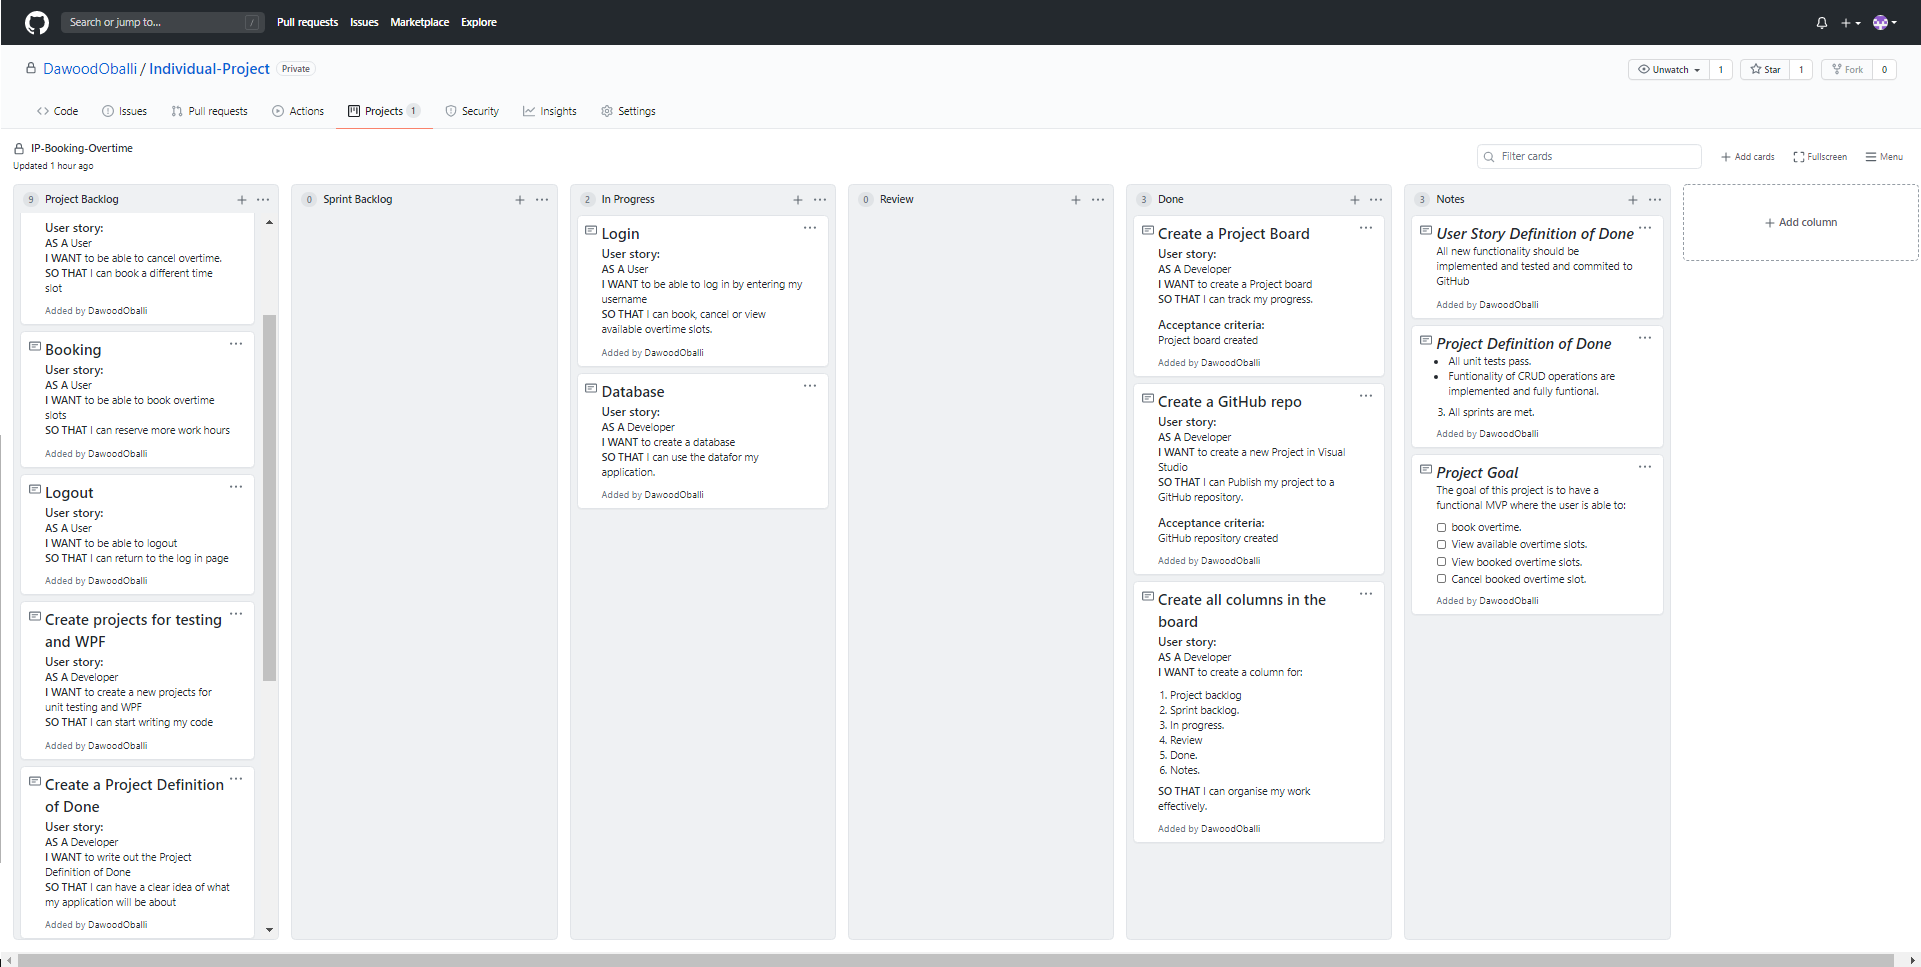 Search or jump to... /
Pull requests Issues Marketplace Explore
DawoodOballi / Individual-Project Private
Unwatch 1 Star 1 Fork 0
Code Issues Pull requests Actions Projects 1 Security Insights Settings
IP-Booking-Overtime
Updated 1 hour ago
Filter cards
Add cards Fullscreen Menu
9 Project Backlog
User story:
AS A User
I WANT to be able to cancel overtime.
SO THAT I can book a different time
slot
Added by DawoodOballi
Booking
User story:
AS A User
I WANT to be able to book overtime
slots
SO THAT I can reserve more work hours
Added by DawoodOballi
Logout
User story:
AS A User
I WANT to be able to logout
SO THAT I can return to the log in page
Added by DawoodOballi
Create projects for testing
and WPF
User story:
AS A Developer
I WANT to create a new projects for
unit testing and WPF
SO THAT I can start writing my code
Added by DawoodOballi
Create a Project Definition
of Done
User story:
AS A Developer
I WANT to write out the Project
Definition of Done
SO THAT I can have a clear idea of what
my application will be about
Added by DawoodOballi
0 Sprint Backlog
2 In Progress
Login
User story:
AS A User
I WANT to be able to log in by entering my
username
SO THAT I can book, cancel or view
available overtime slots.
Added by DawoodOballi
Database
User story:
AS A Developer
I WANT to create a database
SO THAT I can use the datafor my
application.
Added by DawoodOballi
0 Review
3 Done
Create a Project Board
User story:
AS A Developer
I WANT to create a Project board
SO THAT I can track my progress.
Acceptance criteria:
Project board created
Added by DawoodOballi
Create a GitHub repo
User story:
AS A Developer
I WANT to create a new Project in Visual
Studio
SO THAT I can Publish my project to a
GitHub repository.
Acceptance criteria:
GitHub repository created
Added by DawoodOballi
Create all columns in the
board
User story:
AS A Developer
I WANT to create a column for:
1. Project backlog
2. Sprint backlog.
3. In progress.
4. Review
5. Done.
6. Notes.
SO THAT I can organise my work
effectively.
Added by DawoodOballi
3 Notes
User Story Definition of Done
All new functionality should be
implemented and tested and commited to
GitHub
Added by DawoodOballi
Project Definition of Done
All unit tests pass.
Funtionality of CRUD operations are
implemented and fully funtional.
3. All sprints are met.
Added by DawoodOballi
Project Goal
The goal of this project is to have a
functional MVP where the user is able to:
book overtime.
View available overtime slots.
View booked overtime slots.
Cancel booked overtime slot.
Added by DawoodOballi
Add column